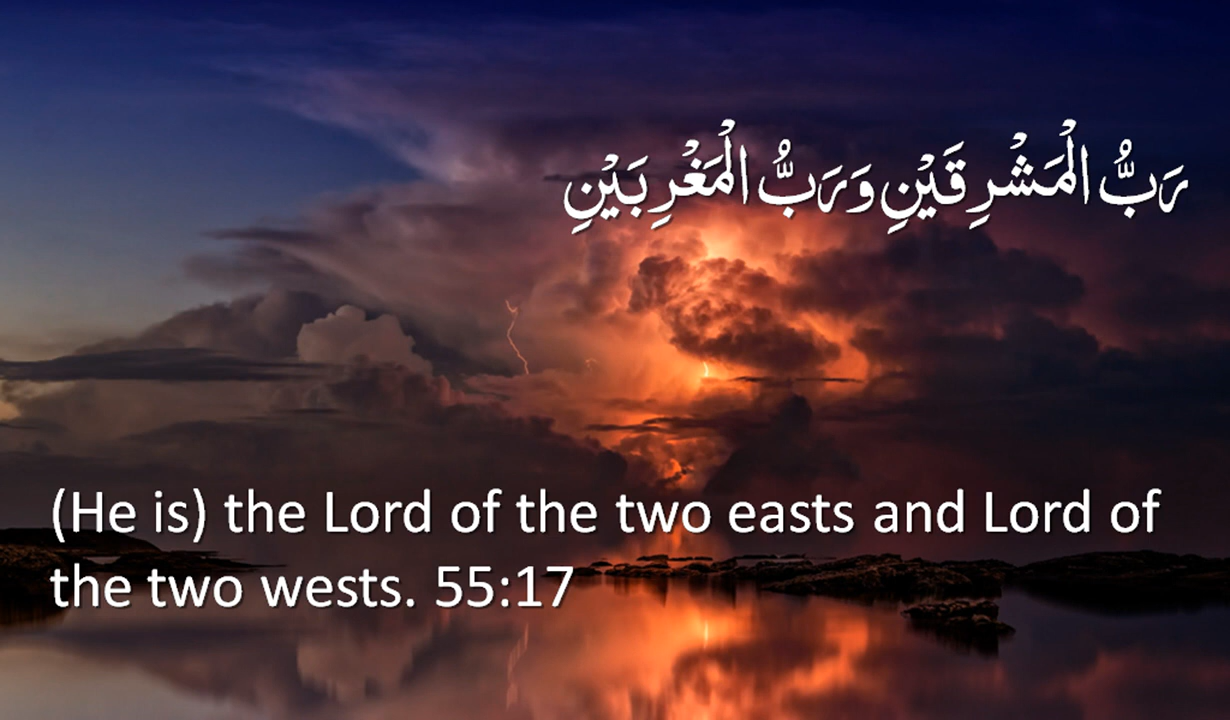 رَبُّ الْمَشْرِقَيْنِ وَرَبُّ الْمَغْرِبَيْنِ
(He is) the Lord of the two easts and Lord of
the two wests. 55:17